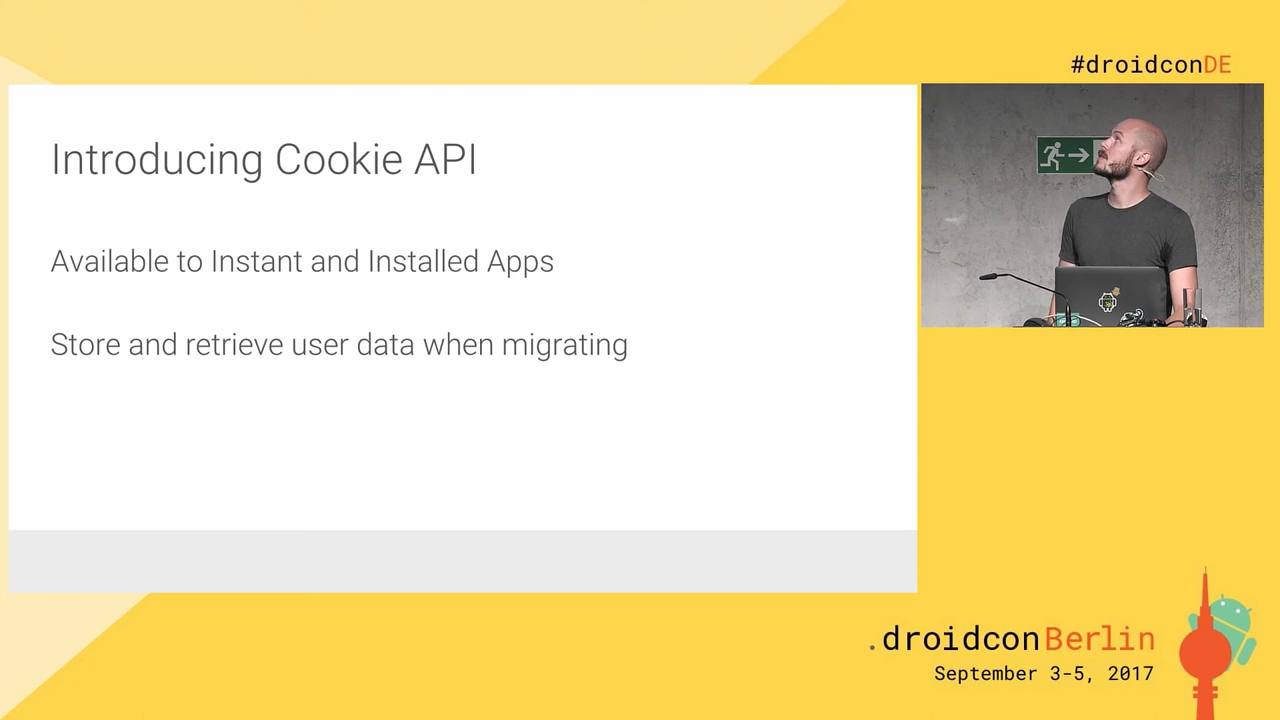 #droidconDE
Introducing Cookie API
Available to Instant and Installed Apps
Store and retrieve user data when migrating
.droidconBerlin
September 3-5, 2017